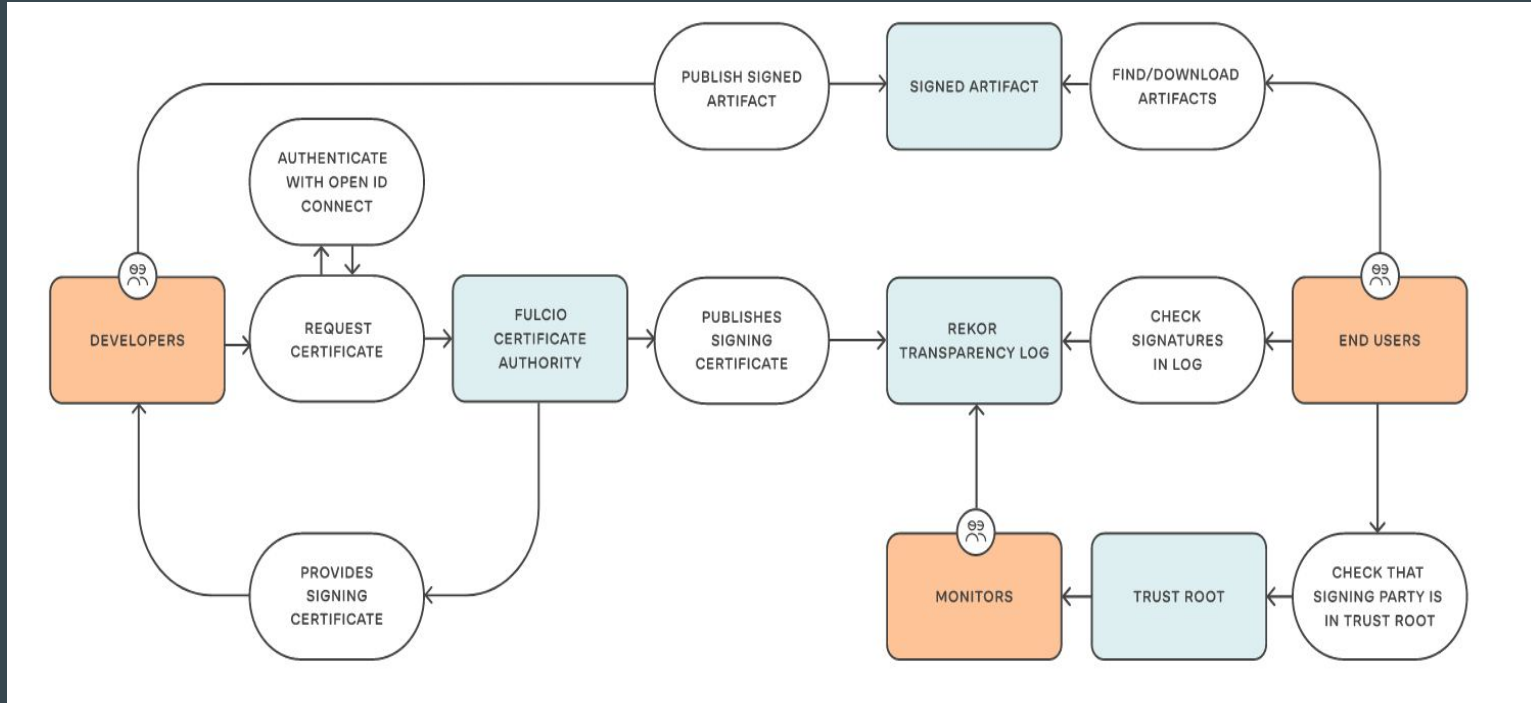 PUBLISH SIGNED
ARTIFACT
SIGNED ARTIFACT
FIND/DOWNLOAD
ARTIFACTS
AUTHENTICATE
WITH OPEN ID
CONNECT
DEVELOPERS
REQUEST
CERTIFICATE
FULCIO
CERTIFICATE
AUTHORITY
PUBLISHES
SIGNING
CERTIFICATE
REKOR
TRANSPARENCY LOG
CHECK
SIGNATURES
IN LOG
END USERS
PROVIDES
SIGNING
CERTIFICATE
MONITORS
TRUST ROOT
CHECK THAT
SIGNING PARTY IS
IN TRUST ROOT